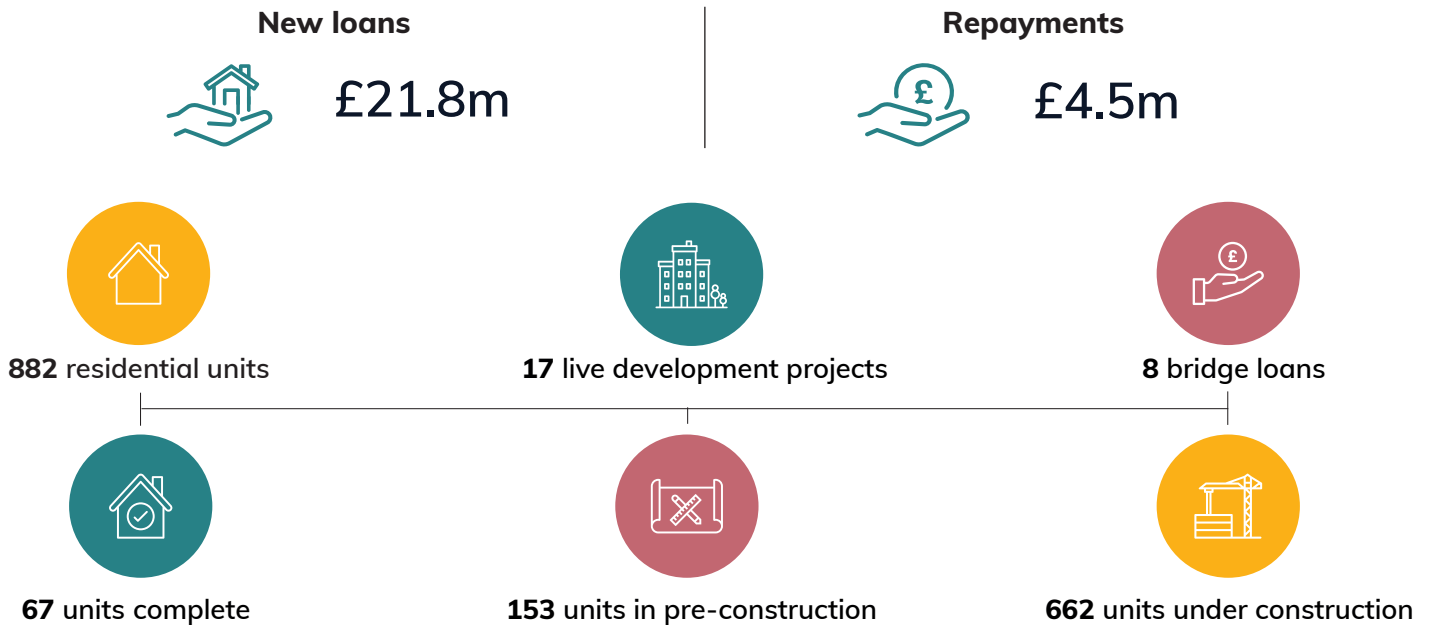 New loans
£21.8m
Repayments
£
£4.5m
882 residential units
17 live development projects
£
8 bridge loans
67 units complete
153 units in pre-construction
662 units under construction